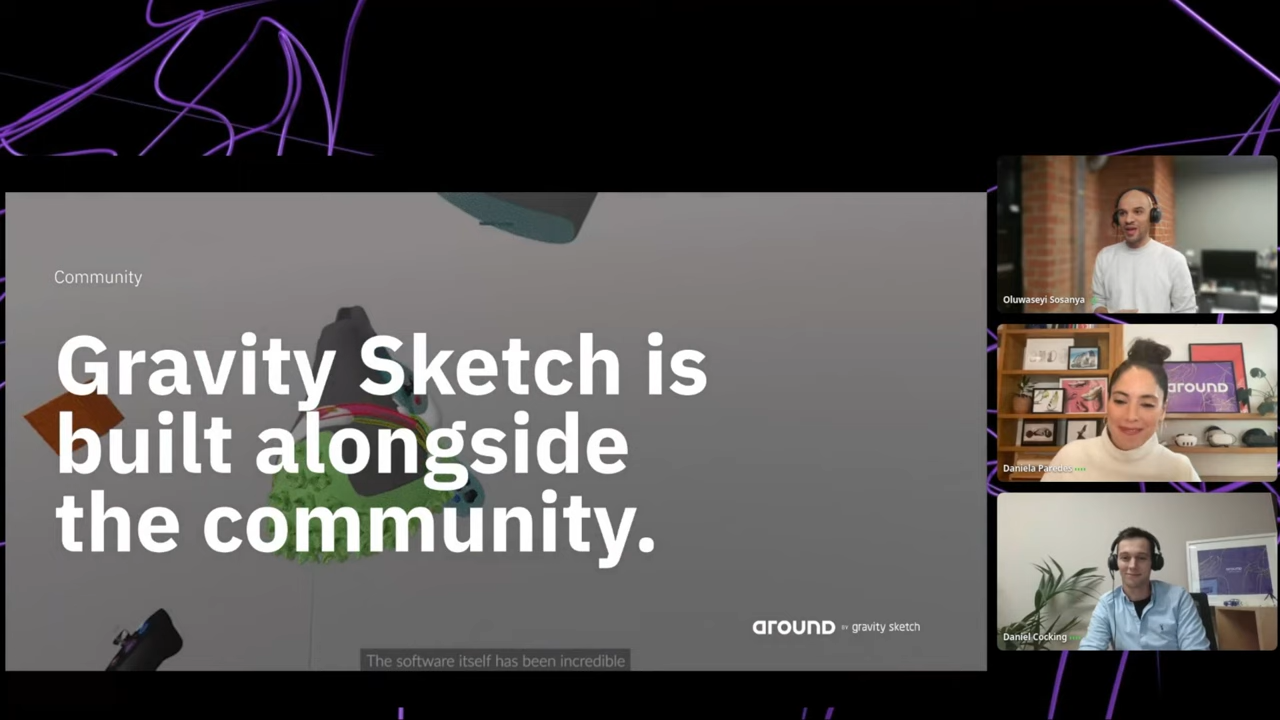 Community
Gravity Sketch is
built alongside
the community.
around BY gravity sketch
The software itself has been incredible
Oluwaseyi Sosanya
around
Daniela Paredes
Daniel Cocking